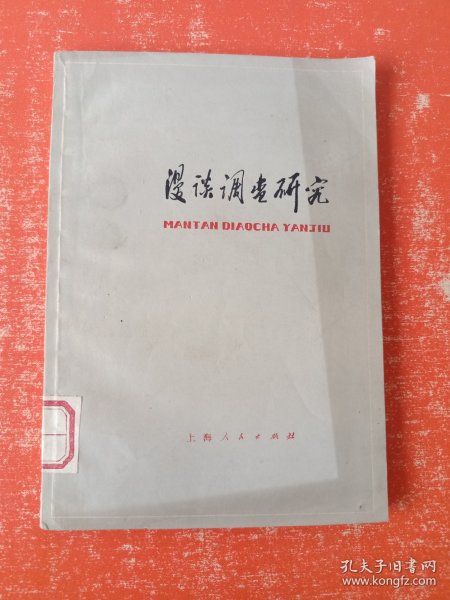 漫谈调查研究
MANTAN DIAOCHA YANJIU
上海人民出版社
孔夫子旧书网
www.kongfz.com